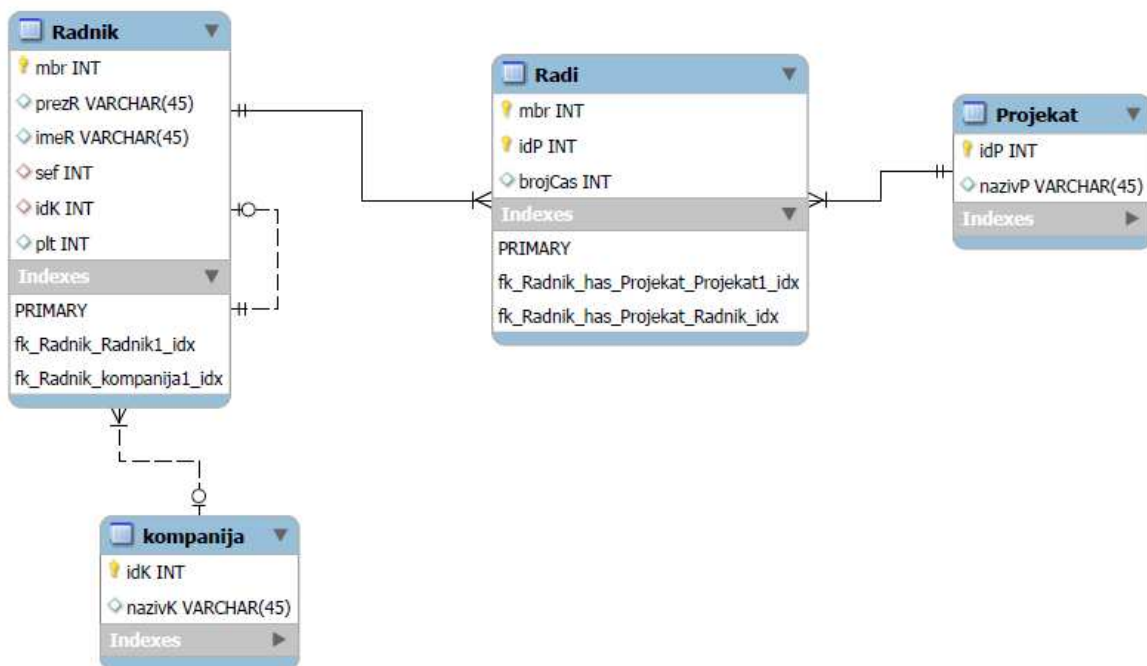 Radnik
mbr INT
prezR VARCHAR(45)
imeR VARCHAR(45)
sef INT
idK INT
plt INT
Indexes
PRIMARY
fk_Radnik_Radnik1_idx
fk_Radnik_kompanija1_idx
Radi
mbr INT
idP INT
brojCas INT
Indexes
PRIMARY
fk_Radnik_has_Projekat_Projekat1_idx
fk_Radnik_has_Projekat_Radnik_idx
Projekat
idP INT
nazivP VARCHAR(45)
Indexes
kompanija
idK INT
nazivK VARCHAR(45)
Indexes